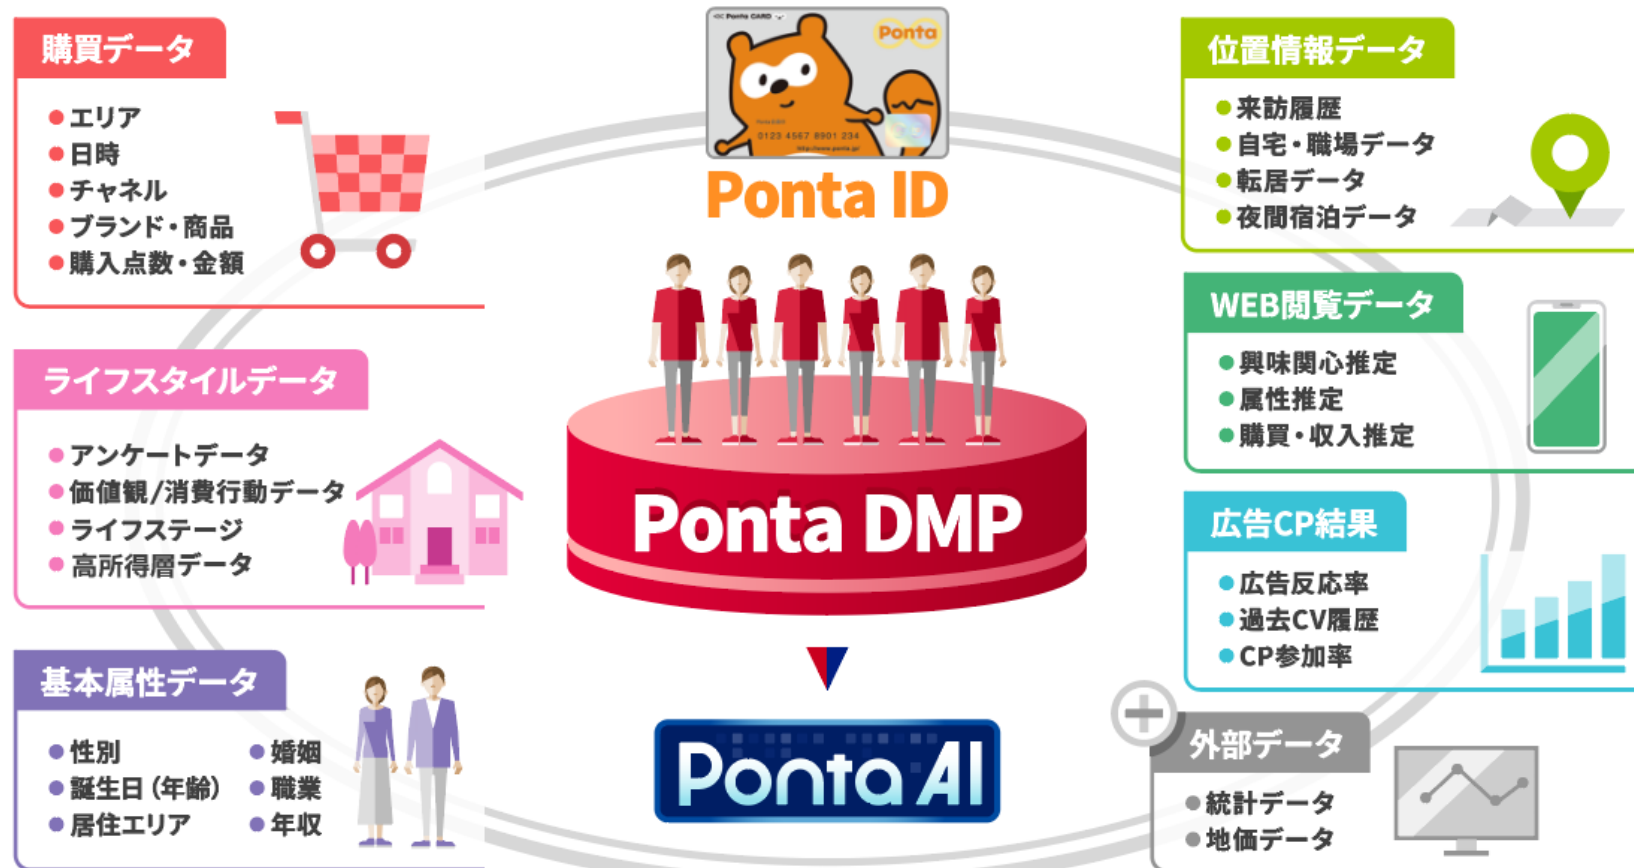 購買データ
エリア
日時
チャネル
ブランド・商品
購入点数・金額
ライフスタイルデータ
アンケートデータ
価値観/消費行動データ
ライフステージ
高所得層データ
基本属性データ
性別
誕生日（年齢）
居住エリア
婚姻
職業
年収
Ponta CARD
Ponta
0123 4567 8901 234
http://www.ponta.jp/
Ponta ID
Ponta DMP
Ponta AI
位置情報データ
来訪履歴
自宅・職場データ
転居データ
夜間宿泊データ
WEB閲覧データ
興味関心推定
属性推定
購買・収入推定
広告CP結果
広告反応率
過去CV履歴
CP参加率
外部データ
統計データ
地価データ